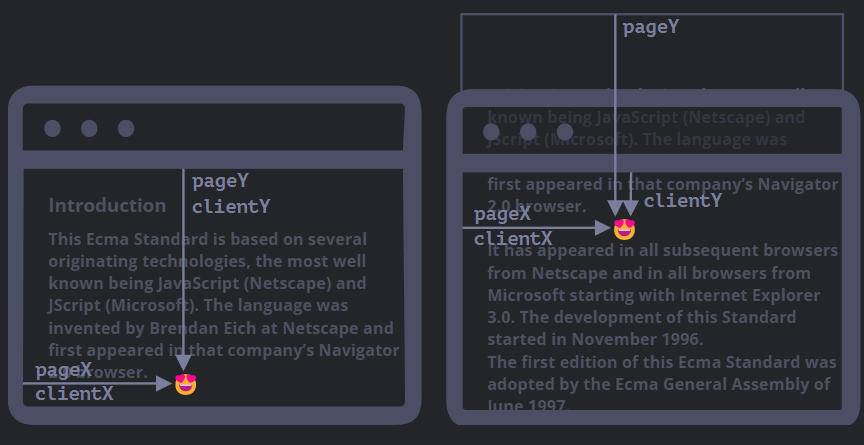 pageY
clientY
Introduction
This Ecma Standard is based on several
originating technologies, the most well
known being JavaScript (Netscape) and
JScript (Microsoft). The language was
invented by Brendan Eich at Netscape and
first appeared in that company's Navigator
browser.
pageX
clientX
pageY
known being JavaScript (Netscape) and
JScript (Microsoft). The language was
first appeared in that company's Navigator
2.0 browser.
clientY
pageX
clientX
It has appeared in all subsequent browsers
from Netscape and in all browsers from
Microsoft starting with Internet Explorer
3.0. The development of this Standard
started in November 1996.
The first edition of this Ecma Standard was
adopted by the Ecma General Assembly of
June 1997.